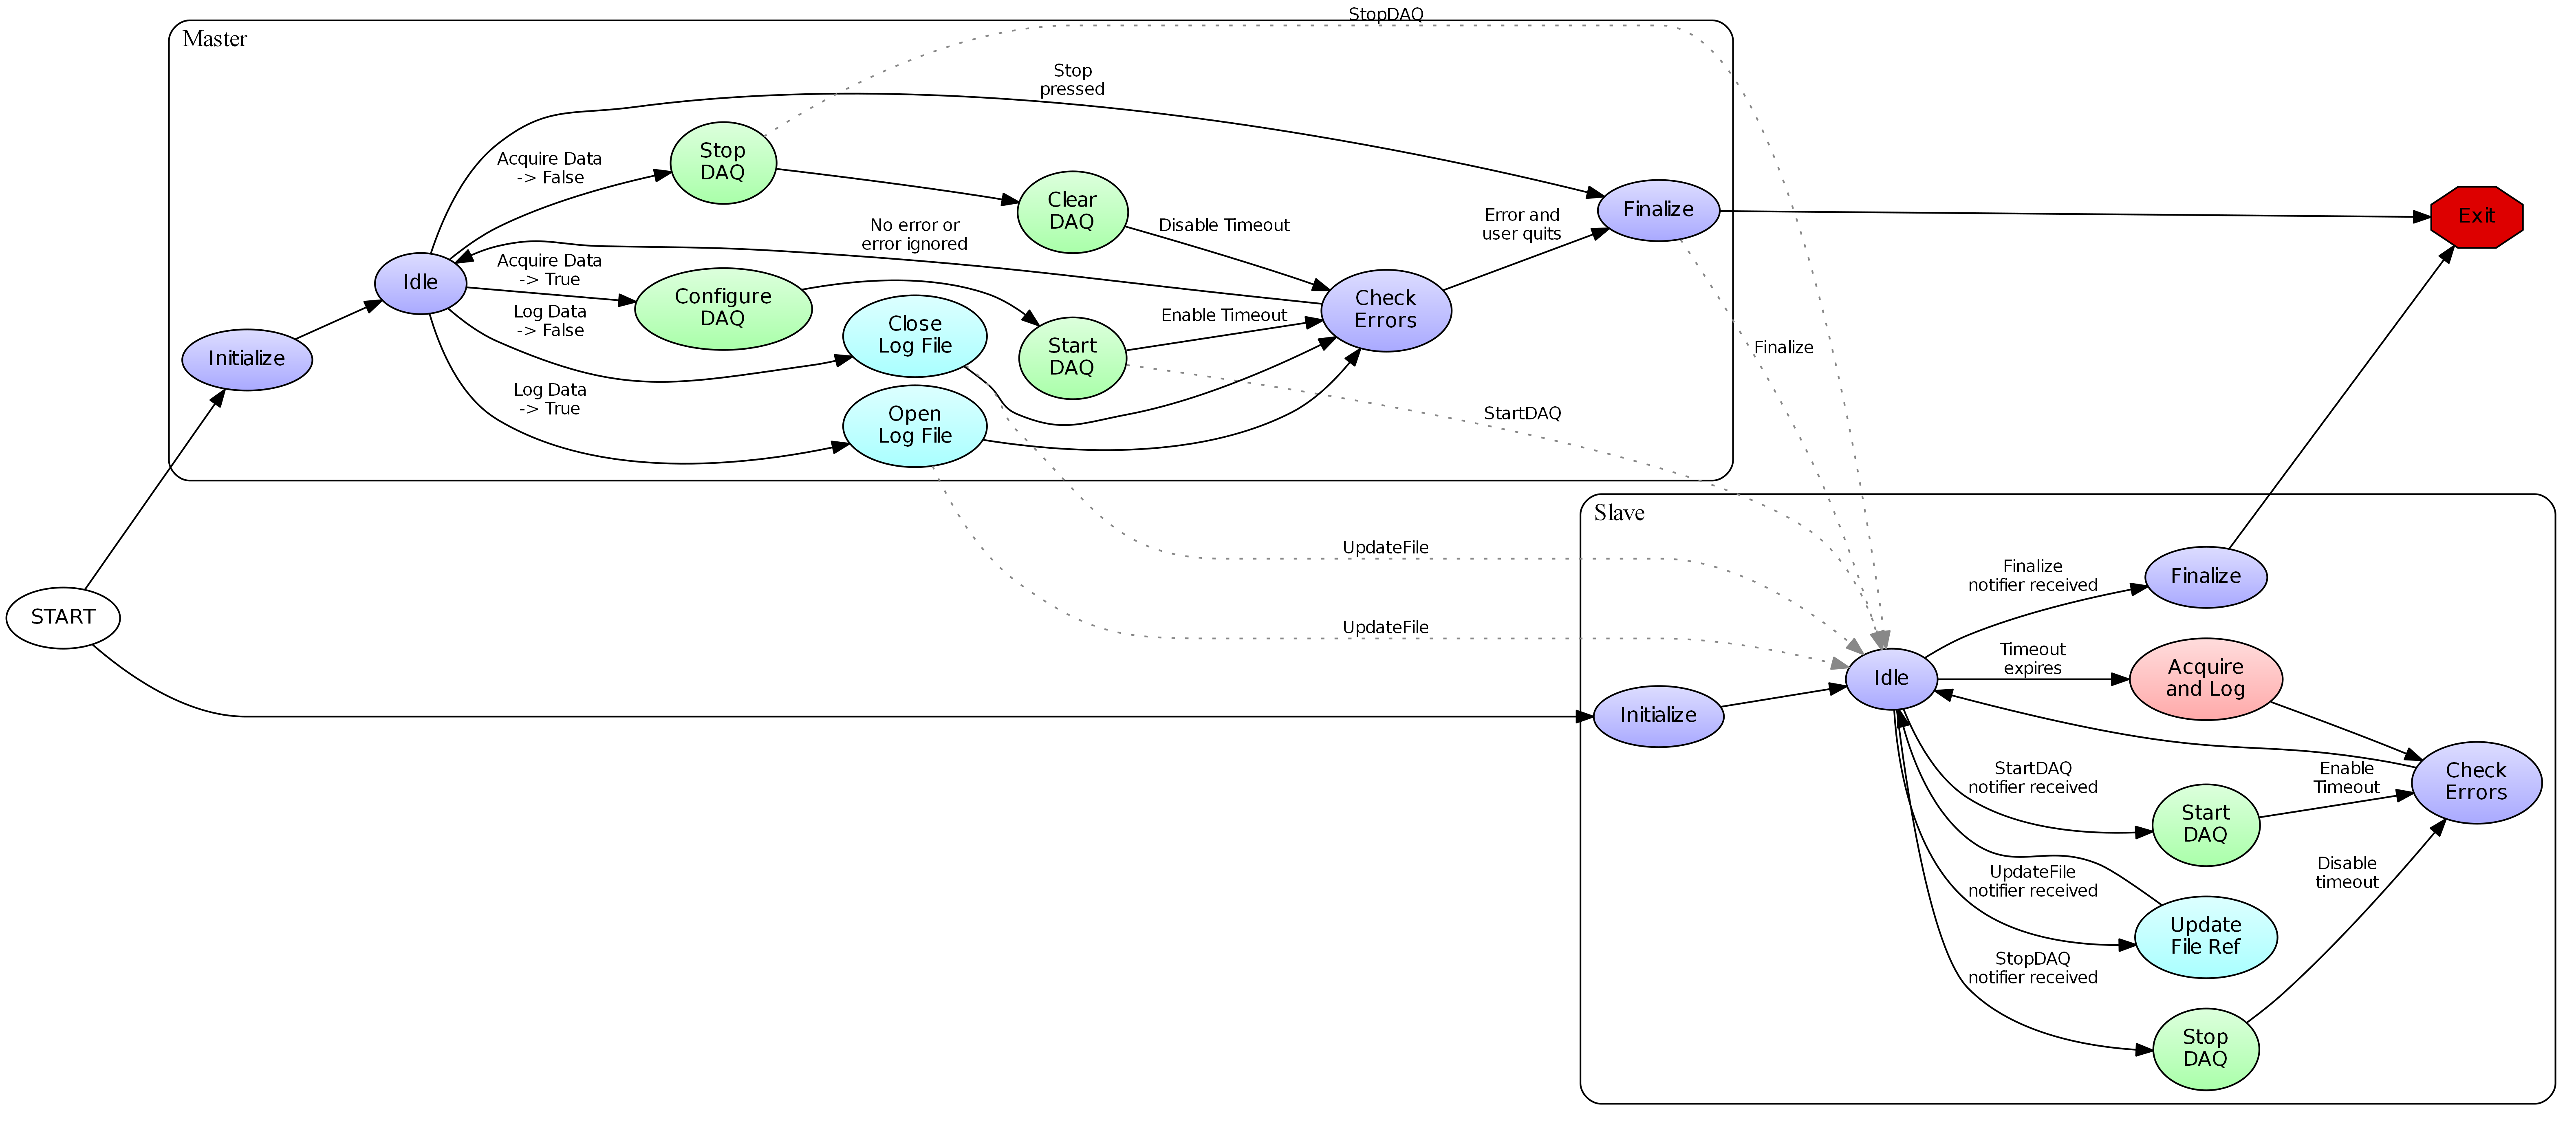 StopDAQ
Master
Stop
pressed
Stop
DAQ
Acquire Data
-> False
Clear
DAQ
Finalize
Exit
Disable Timeout
Error and
user quits
No error or
error ignored
Idle
Acquire Data
-> True
Configure
DAQ
Check
Errors
Log Data
-> False
Close
Log File
Enable Timeout
Start
DAQ
Initialize
Finalize
Log Data
-> True
Open
Log File
StartDAQ
Slave
UpdateFile
Finalize
notifier received
Finalize
START
UpdateFile
Timeout
expires
Idle
Acquire
and Log
Initialize
StartDAQ
notifier received
Enable
Timeout
Check
Errors
Start
DAQ
UpdateFile
notifier received
Disable
timeout
Update
File Ref
StopDAQ
notifier received
Stop
DAQ